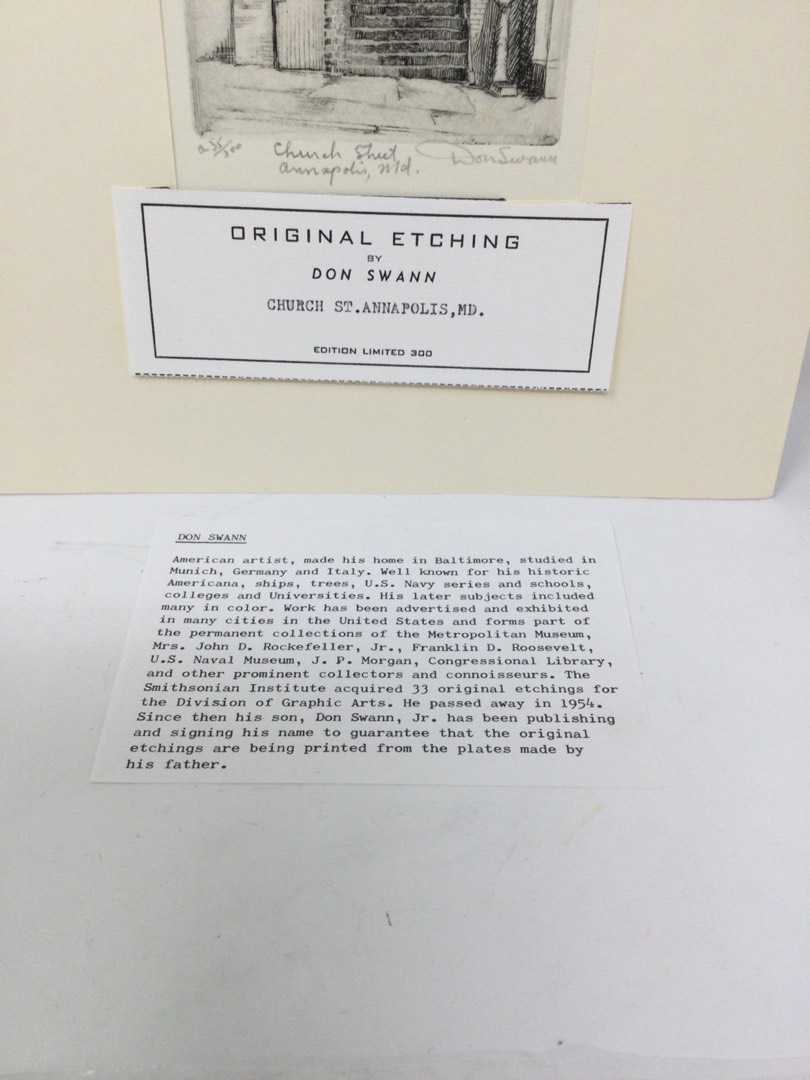 Church Street,
Annapolis, Md.
Don Swann
ORIGINAL ETCHING
BY
DON SWANN
CHURCH ST.ANNAPOLIS,MD.
EDITION LIMITED 300
DON SWANN
American artist, made his home in Baltimore, studied in
Munich, Germany and Italy. Well known for his historic
Americana, ships, trees, U.S. Navy series and schools,
colleges and Universities. His later subjects included
many in color. Work has been advertised and exhibited
in many cities in the United States and forms part of
the permanent collections of the Metropolitan Museum,
Mrs. John D. Rockefeller, Jr., Franklin D. Roosevelt,
U.S. Naval Museum, J. P. Morgan, Congressional Library,
and other prominent collectors and connoisseurs. The
Smithsonian Institute acquired 33 original etchings for
the Division of Graphic Arts. He passed away in 1954.
Since then his son, Don Swann, Jr. has been publishing
and signing his name to guarantee that the original
etchings are being printed from the plates made by
his father.